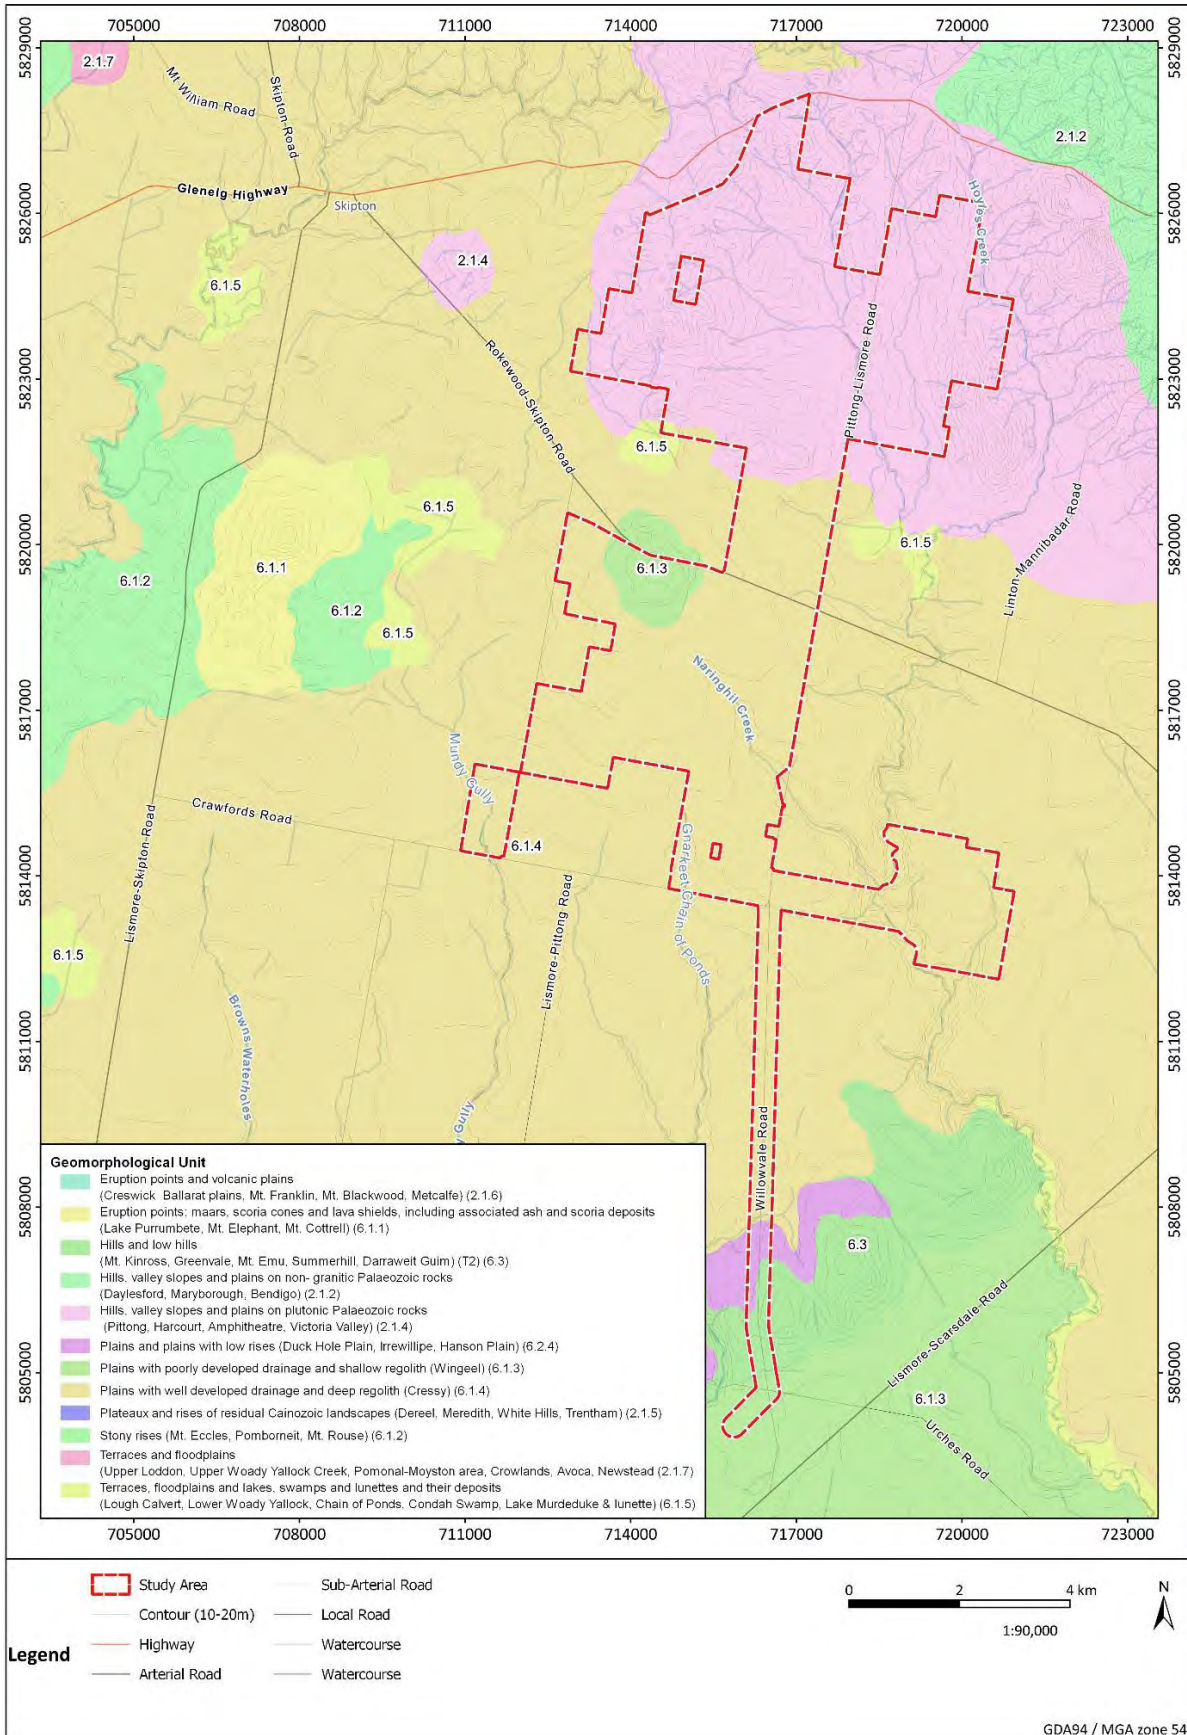 705000 708000 711000 714000 717000 720000 723000
5829000 5829000
2.1.7
Mt William Road
Skipton-Road
2.1.2
Glenelg Highway
5826000 5826000
Skipton
Hoyles Creek
2.1.4
6.1.5
Rokewood-Skipton-Road
Pittong-Lismore Road
5823000 5823000
6.1.5
6.1.5
6.1.5
Linton-Mannibadar Road
5820000 5820000
6.1.2
6.1.1
6.1.3
6.1.2
6.1.5
Naringhil Creek
5817000 5817000
Mundy Gully
Crawfords Road
Gnarkeet Chain of Ponds
6.1.4
5814000 5814000
Lismore-Skipton-Road
Lismore-Pittong Road
6.1.5
Browns Waterholes
5811000 5811000
y Gully
Willowvale Road
5808000 5808000
6.3
Lismore-Scarsdale-Road
5805000 5805000
6.1.3
Urches Road
Geomorphological Unit
Eruption points and volcanic plains
(Creswick Ballarat plains, Mt. Franklin, Mt. Blackwood, Metcalfe) (2.1.6)
Eruption points: maars, scoria cones and lava shields, including associated ash and scoria deposits
(Lake Purrumbete, Mt. Elephant, Mt. Cottrell) (6.1.1)
Hills and low hills
(Mt. Kinross, Greenvale, Mt. Emu, Summerhill, Darraweit Guim) (T2) (6.3)
Hills, valley slopes and plains on non- granitic Palaeozoic rocks
(Daylesford, Maryborough, Bendigo) (2.1.2)
Hills, valley slopes and plains on plutonic Palaeozoic rocks
(Pittong, Harcourt, Amphitheatre, Victoria Valley) (2.1.4)
Plains and plains with low rises (Duck Hole Plain, Irrewillipe, Hanson Plain) (6.2.4)
Plains with poorly developed drainage and shallow regolith (Wingeel) (6.1.3)
Plains with well developed drainage and deep regolith (Cressy) (6.1.4)
Plateaux and rises of residual Cainozoic landscapes (Dereel, Meredith, White Hills, Trentham) (2.1.5)
Stony rises (Mt. Eccles, Pomborneit, Mt. Rouse) (6.1.2)
Terraces and floodplains
(Upper Loddon, Upper Woady Yallock Creek, Pomonal-Moyston area, Crowlands, Avoca, Newstead (2.1.7)
Terraces, floodplains and lakes, swamps and lunettes and their deposits
(Lough Calvert, Lower Woady Yallock, Chain of Ponds, Condah Swamp, Lake Murdeduke & lunette) (6.1.5)
705000 708000 711000 714000 717000 720000 723000
Legend
Study Area
Contour (10-20m)
Highway
Arterial Road
Sub-Arterial Road
Local Road
Watercourse
Watercourse
0 2 4 km
1:90,000
N
GDA94 / MGA zone 54